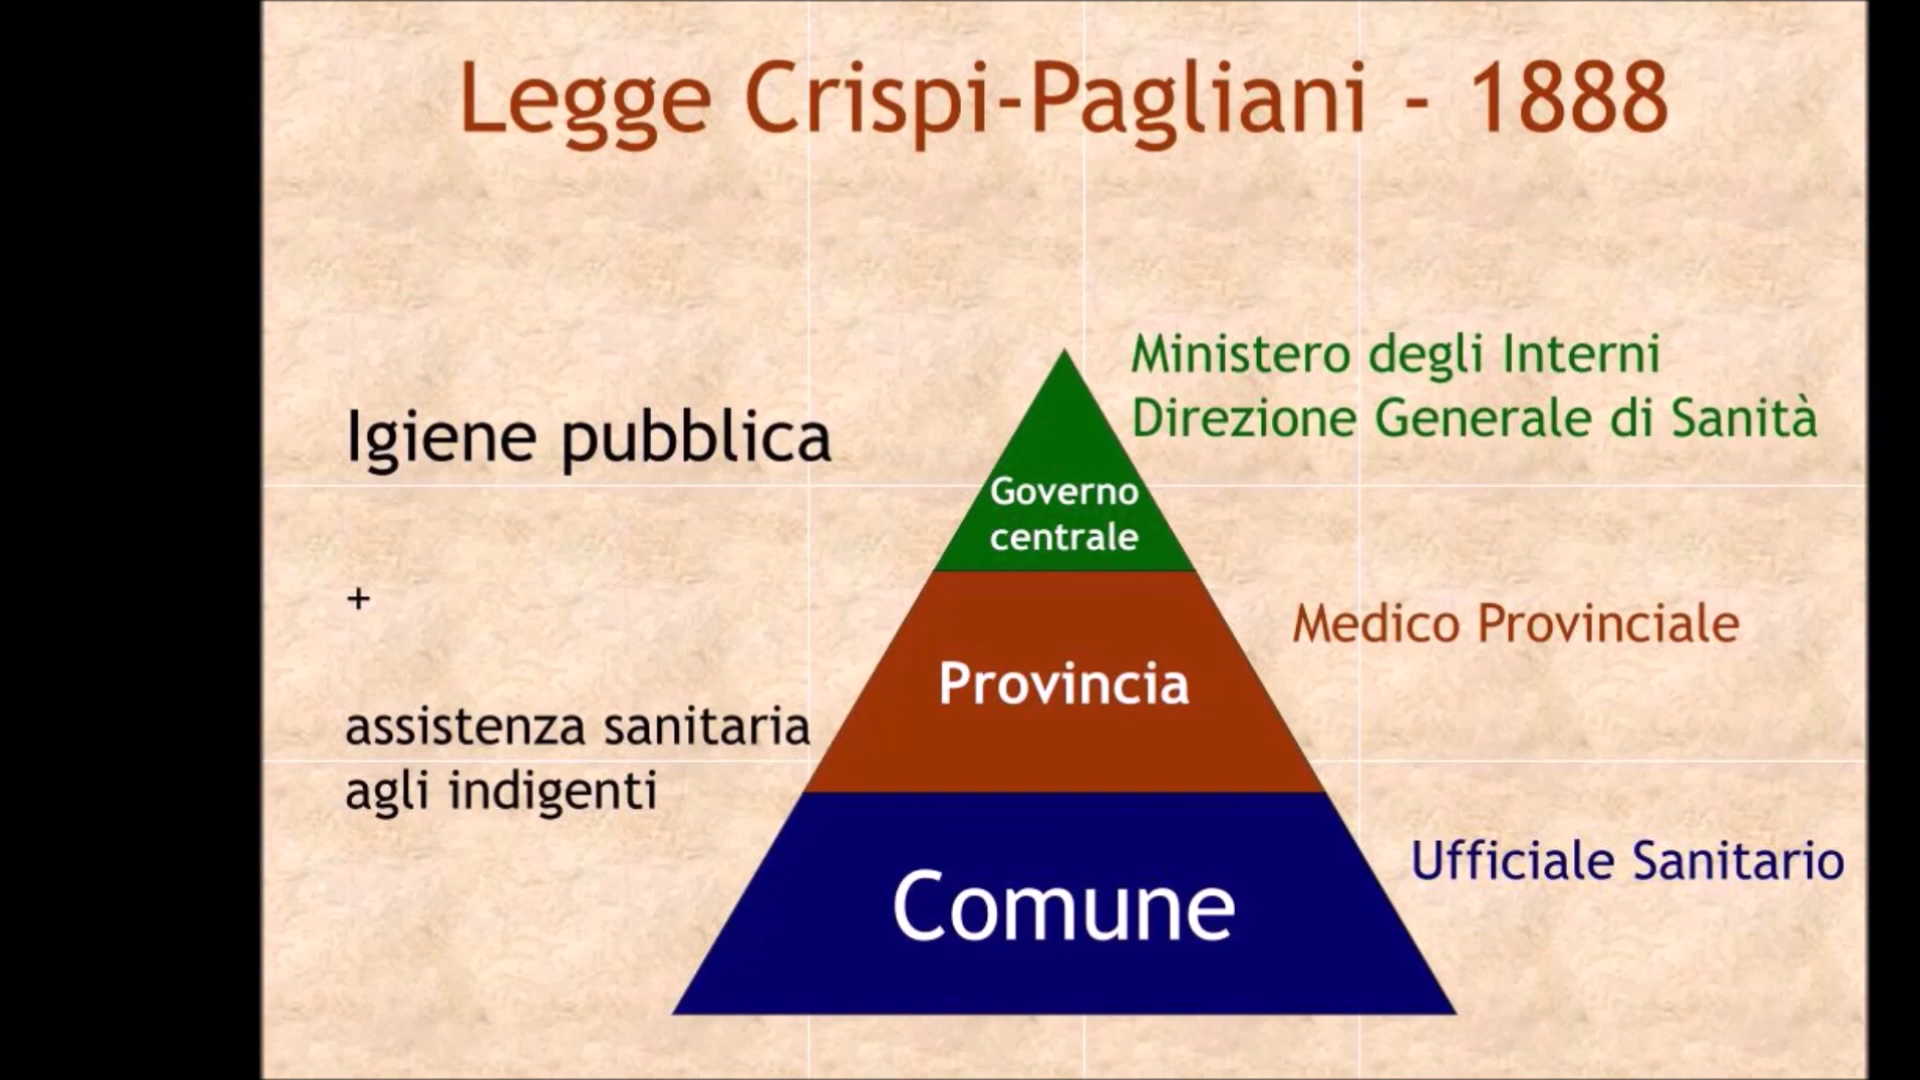 Legge Crispi-Pagliani - 1888
Igiene pubblica
+
assistenza sanitaria
agli indigenti
Governo
centrale
Provincia
Comune
Ministero degli Interni
Direzione Generale di Sanità
Medico Provinciale
Ufficiale Sanitario